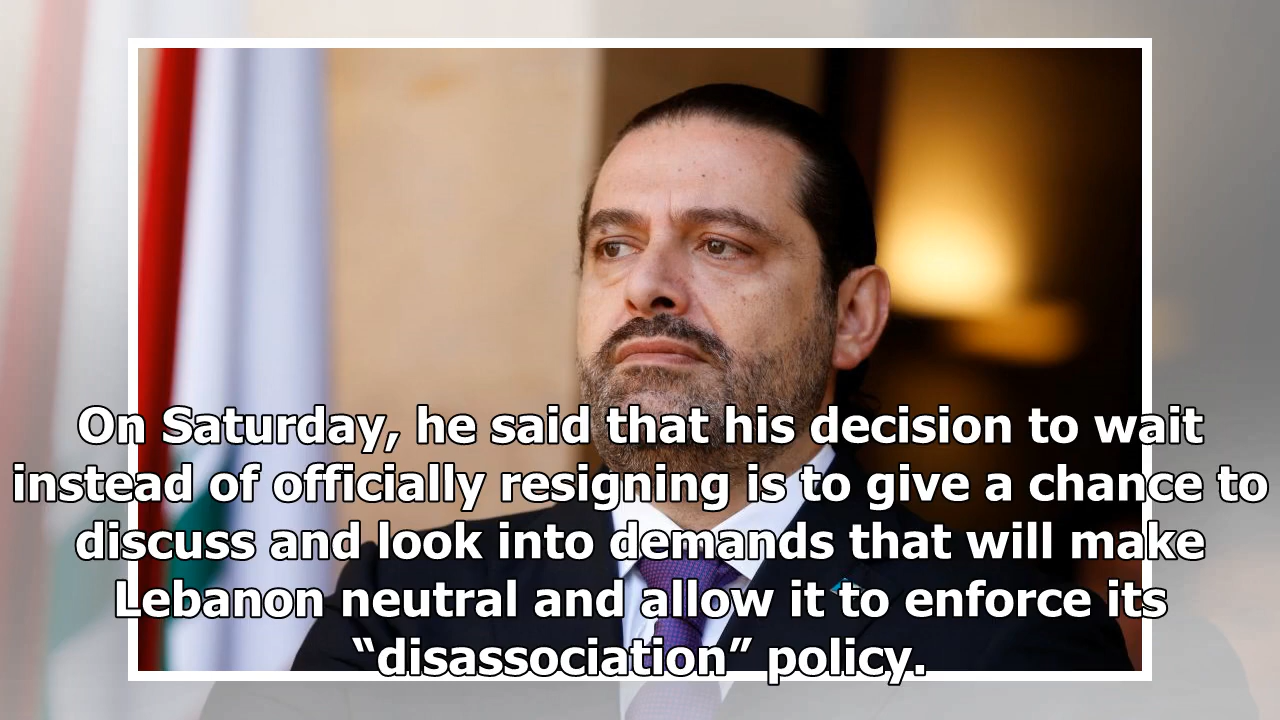 On Saturday, he said that his decision to wait
instead of officially resigning is to give a chance to
discuss and look into demands that will make
Lebanon neutral and allow it to enforce its
“disassociation” policy.